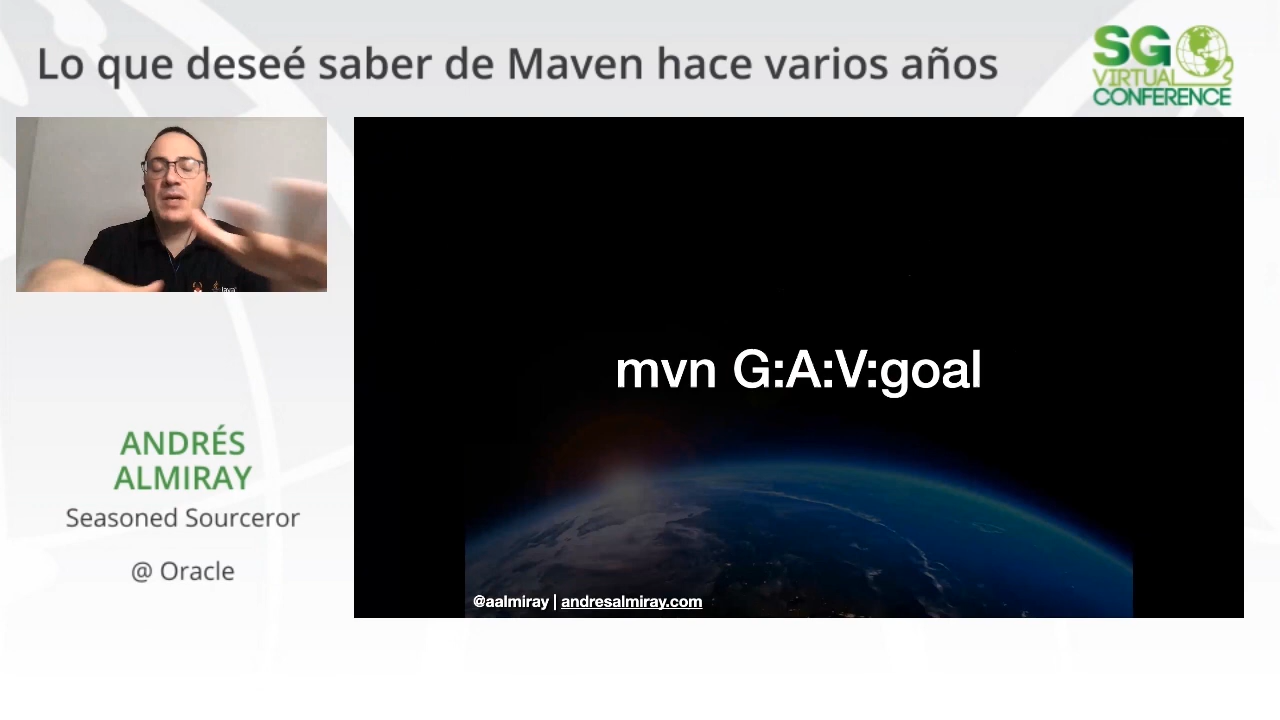 Lo que deseé saber de Maven hace varios años
SG
VIRTUAL
CONFERENCE
Java
mvn G:A:V:goal
ANDRÉS
ALMIRAY
Seasoned Sourceror
@ Oracle
@aalmiray | andresalmiray.com